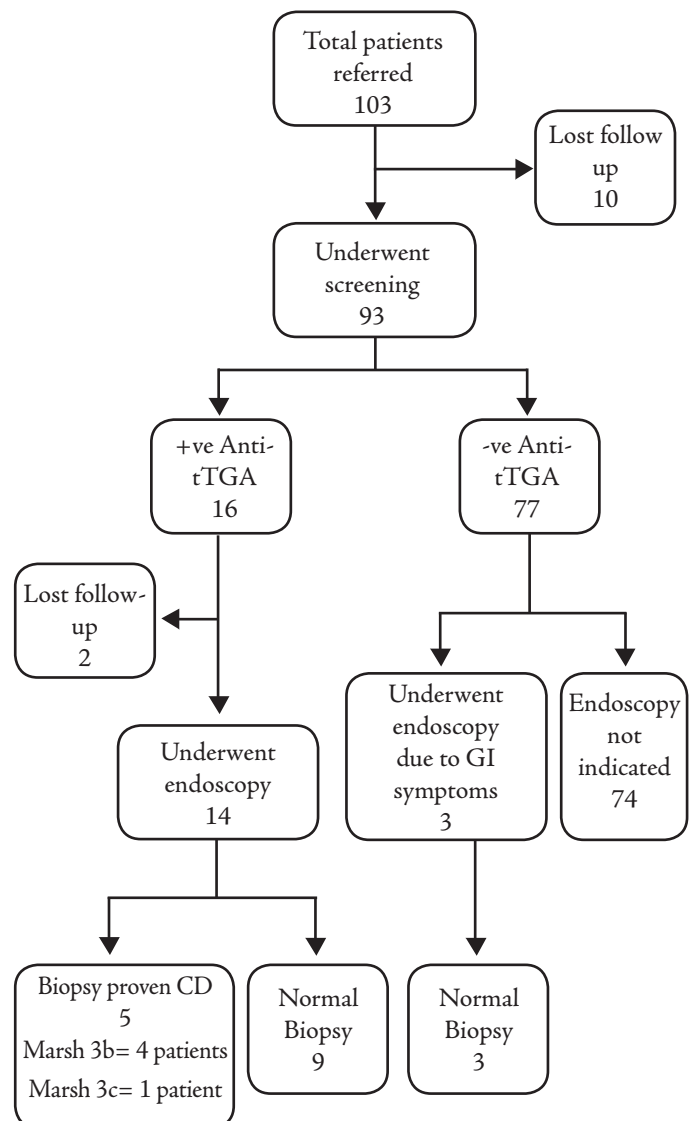 Total patients
referred
103
Lost follow
up
10
Underwent
screening
93
+ve Anti-
tTGA
16
-ve Anti-
tTGA
77
Lost follow-
up
2
Underwent
endoscopy
14
Underwent
endoscopy
due to GI
symptoms
3
Endoscopy
not
indicated
74
Biopsy proven CD
5
Marsh 3b= 4 patients
Marsh 3c= 1 patient
Normal
Biopsy
9
Normal
Biopsy
3